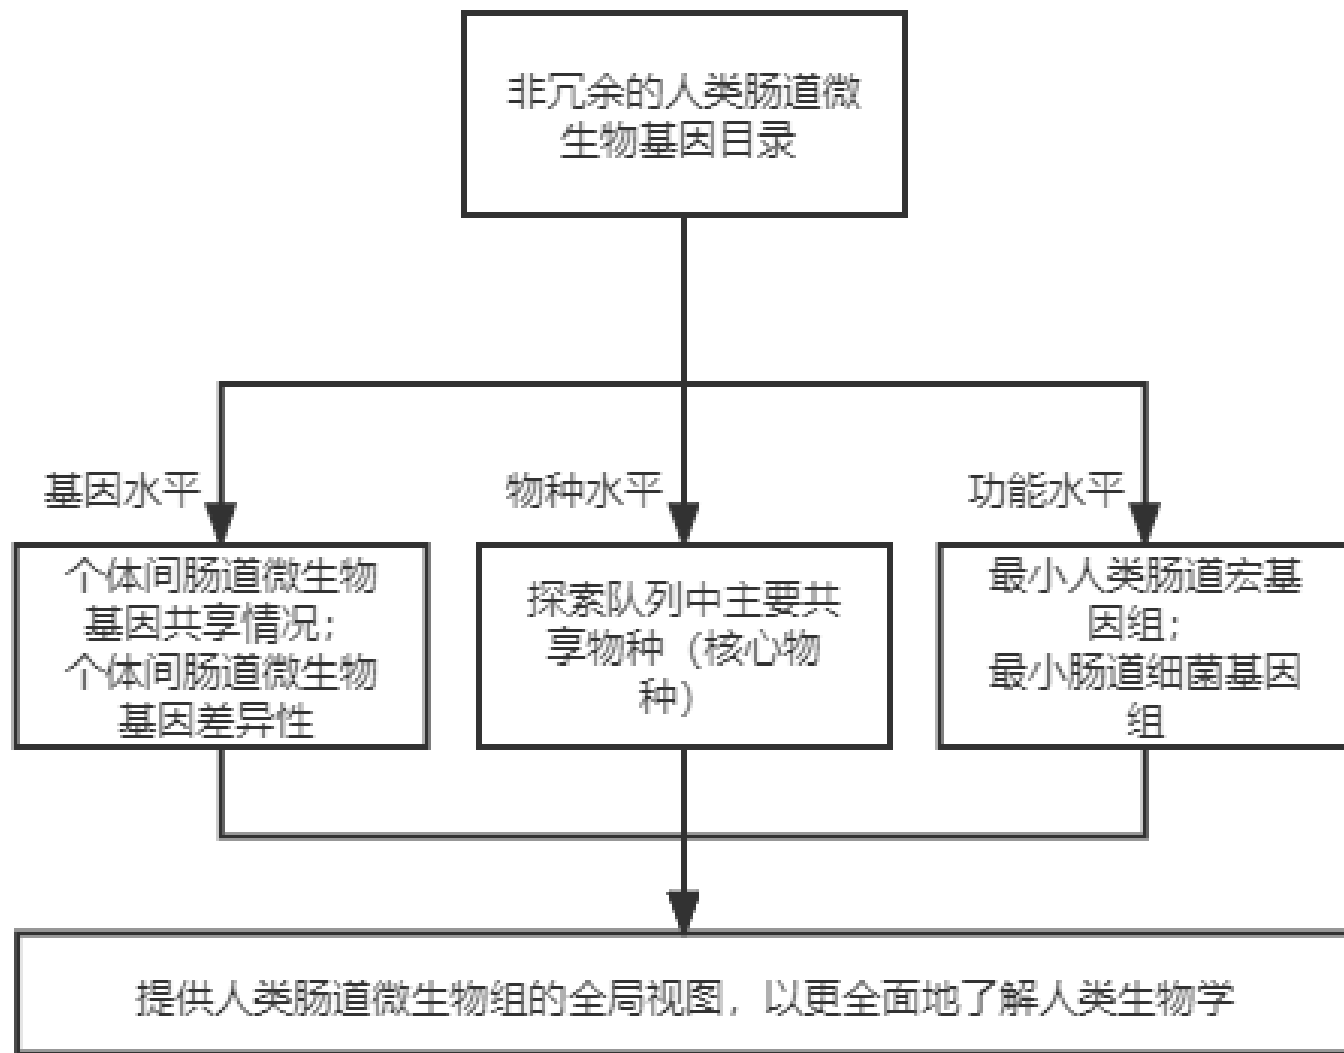 非冗余的人类肠道微
生物基因目录
基因水平
物种水平
功能水平
个体间肠道微生物
基因共享情况；
个体间肠道微生物
基因差异性
探索队列中主要共
享物种（核心物
种）
最小人类肠道宏基
因组；
最小肠道细菌基因
组
提供人类肠道微生物组的全局视图，以更全面地了解人类生物学